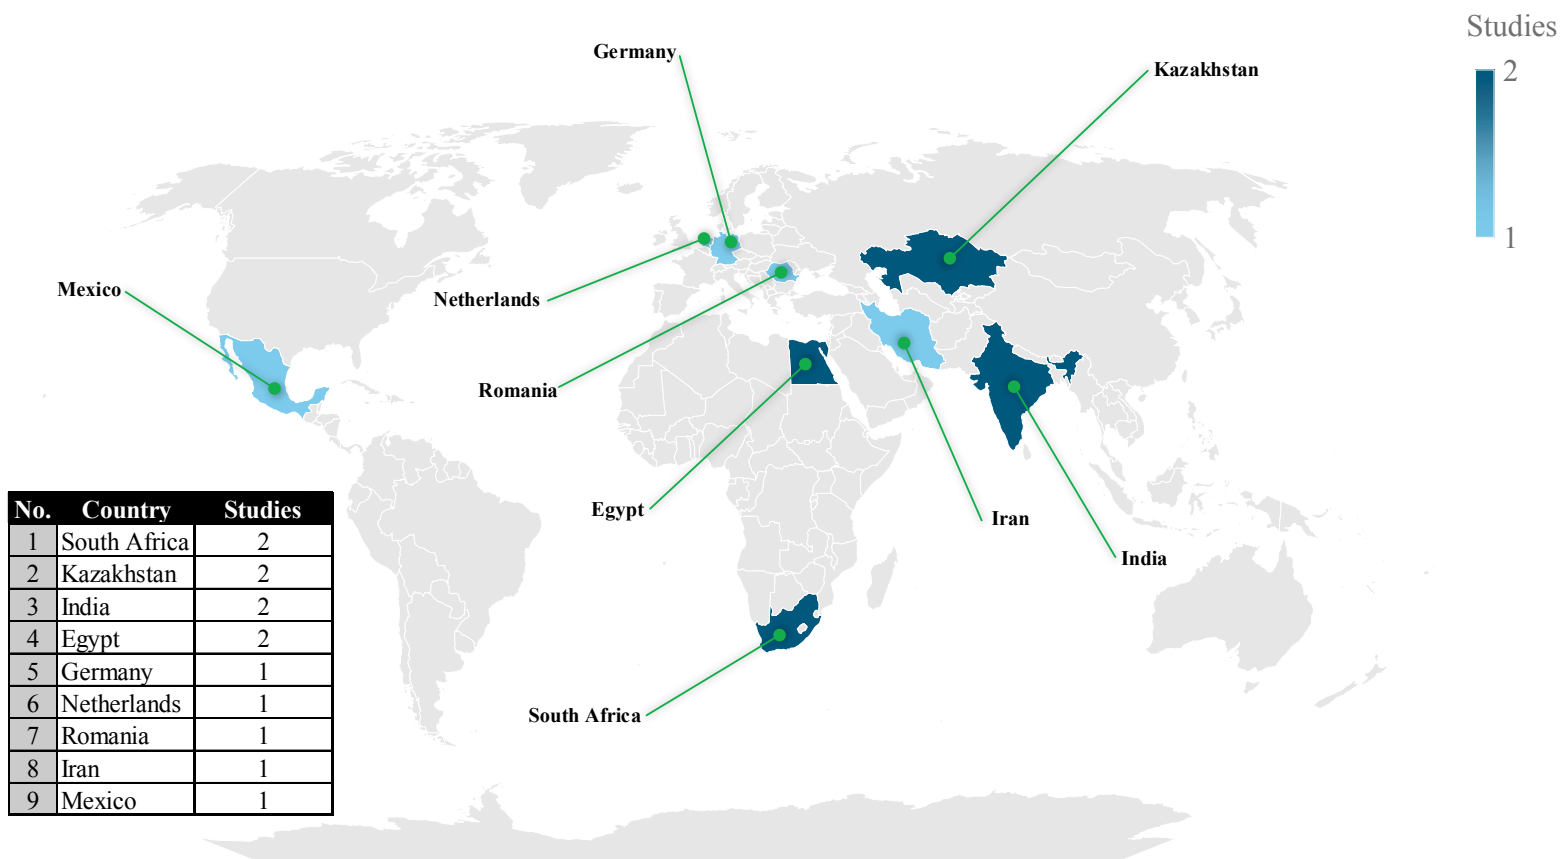 Studies
2
1
Germany
Kazakhstan
Mexico
Netherlands
Romania
Egypt
Iran
India
South Africa
No. Country Studies
1 South Africa 2
2 Kazakhstan 2
3 India 2
4 Egypt 2
5 Germany 1
6 Netherlands 1
7 Romania 1
8 Iran 1
9 Mexico 1